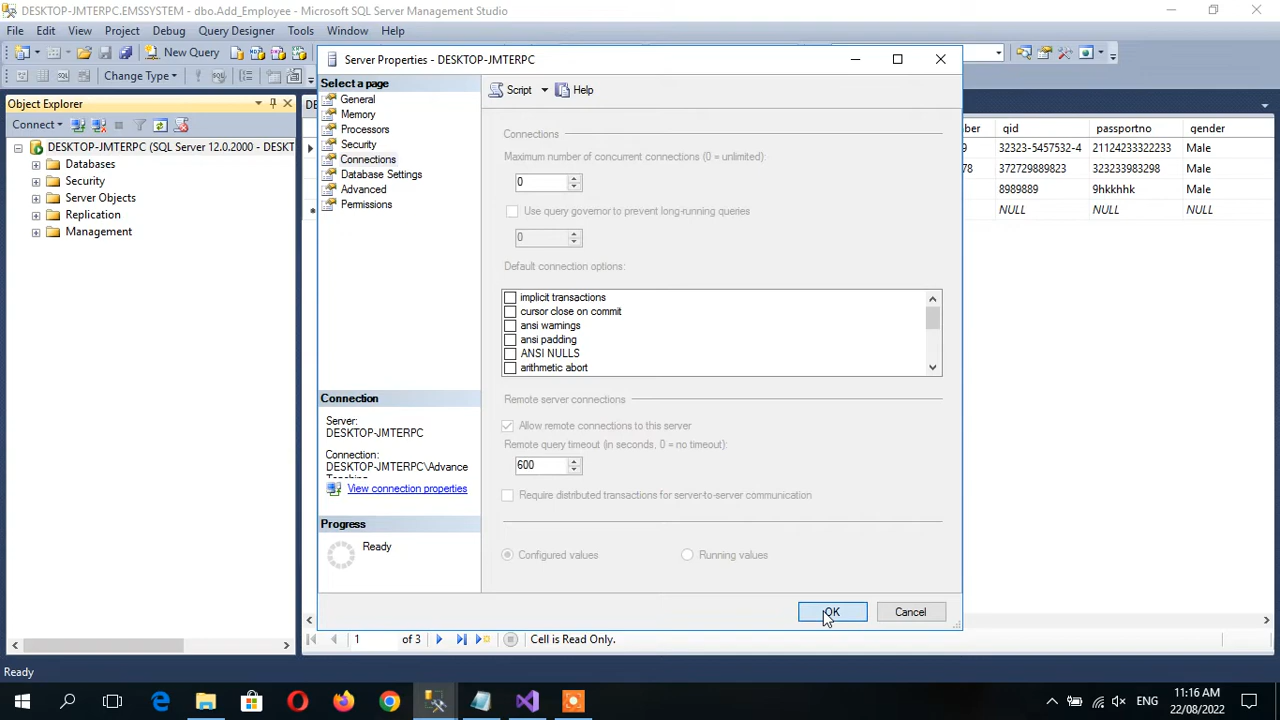 DESKTOP-JMTERPC.EMSSYSTEM - dbo.Add_Employee - Microsoft SQL Server Management Studio
File Edit View Project Debug Query Designer Tools Window Help
New Query
Change Type
Server Properties - DESKTOP-JMTERPC
Object Explorer
Connect
DESKTOP-JMTERPC (SQL Server 12.0.2000 - DESKT
Databases
Security
Server Objects
Replication
Management
Select a page
General
Memory
Processors
Security
Connections
Database Settings
Advanced
Permissions
Connection
Server:
DESKTOP-JMTERPC
Connection:
DESKTOP-JMTERPC\Advance
View connection properties
Progress
Ready
Script Help
Connections
Maximum number of concurrent connections (0 = unlimited):
0
Use query governor to prevent long-running queries
0
Default connection options:
implicit transactions
cursor close on commit
ansi warnings
ansi padding
ANSI NULLS
arithmetic abort
Remote server connections
Allow remote connections to this server
Remote query timeout (in seconds, 0 = no timeout):
600
Require distributed transactions for server-to-server communication
Configured values Running values
OK Cancel
DE
nber qid passportno gender
9 32323-5457532-4 21124233322233 Male
78 372729889823 323233983298 Male
8989889 9hkkhhk Male
NULL NULL NULL
1 of 3 Cell is Read Only.
Ready
ENG
11:16 AM
22/08/2022